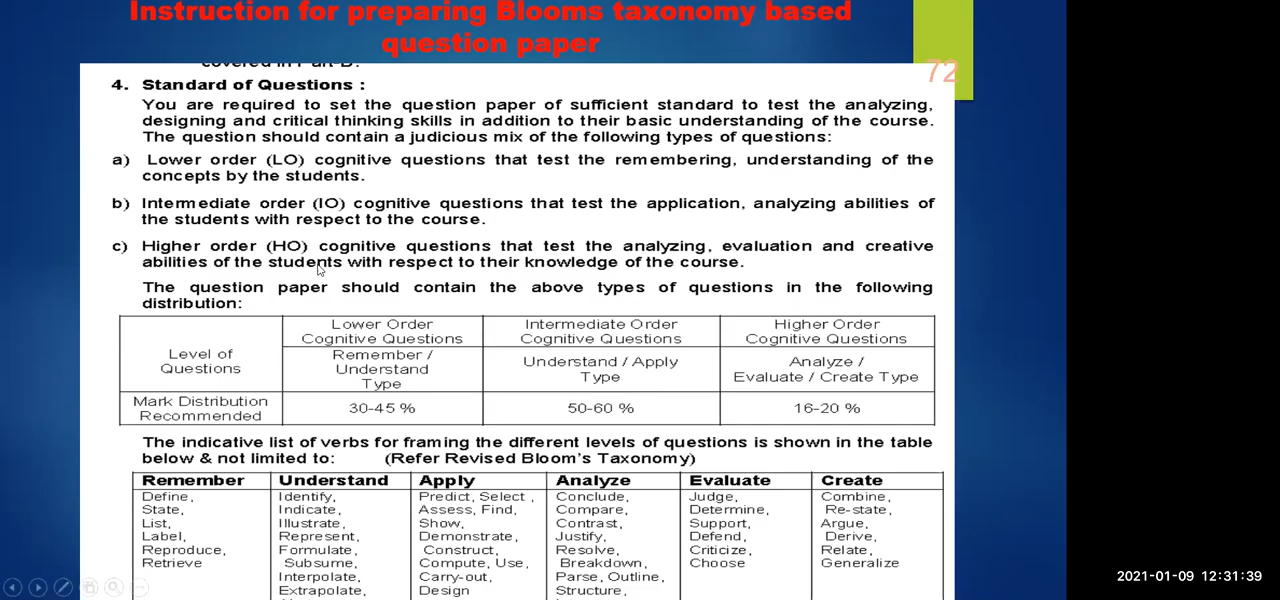 Instruction for preparing Blooms taxonomy based
question paper
72
covered in Part-B.
4. Standard of Questions :
You are required to set the question paper of sufficient standard to test the analyzing,
designing and critical thinking skills in addition to their basic understanding of the course.
The question should contain a judicious mix of the following types of questions:
a) Lower order (LO) cognitive questions that test the remembering, understanding of the
concepts by the students.
b) Intermediate order (IO) cognitive questions that test the application, analyzing abilities of
the students with respect to the course.
c) Higher order (HO) cognitive questions that test the analyzing, evaluation and creative
abilities of the students with respect to their knowledge of the course.
The question paper should contain the above types of questions in the following
distribution:
Level of
Questions
Lower Order
Cognitive Questions
Intermediate Order
Cognitive Questions
Higher Order
Cognitive Questions
Remember /
Understand
Type
Understand / Apply
Type
Analyze /
Evaluate / Create Type
Mark Distribution
Recommended
30-45 %
50-60 %
16-20 %
The indicative list of verbs for framing the different levels of questions is shown in the table
below & not limited to: (Refer Revised Bloom's Taxonomy)
Remember
Define,
State,
List,
Label,
Reproduce,
Retrieve
Understand
Identify,
Indicate,
Illustrate,
Represent,
Formulate,
Subsume,
Interpolate,
Extrapolate,
Apply
Predict, Select ,
Assess, Find,
Show,
Demonstrate,
Construct,
Compute, Use,
Carry-out,
Design
Analyze
Conclude,
Compare,
Contrast,
Justify,
Resolve,
Breakdown,
Parse, Outline,
Structure,
Evaluate
Judge,
Determine,
Support,
Defend,
Criticize,
Choose
Create
Combine,
Re-state,
Argue,
Derive,
Relate,
Generalize
2021-01-09 12:31:39